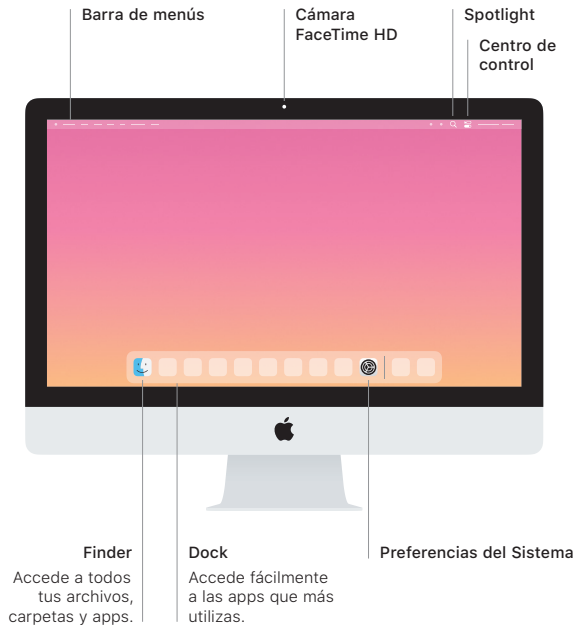 Barra de menús
Cámara
FaceTime HD
Spotlight
Centro de
control
Finder
Accede a todos
tus archivos,
carpetas y apps.
Dock
Accede fácilmente
a las apps que más
utilizas.
Preferencias del Sistema